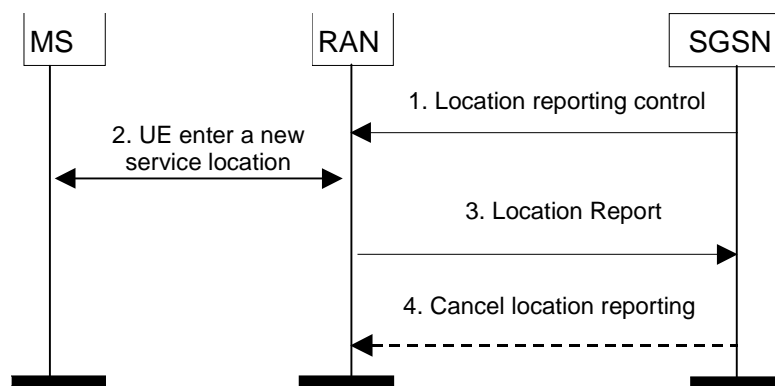 MS
RAN
SGSN
1. Location reporting control
2. UE enter a new
service location
3. Location Report
4. Cancel location reporting